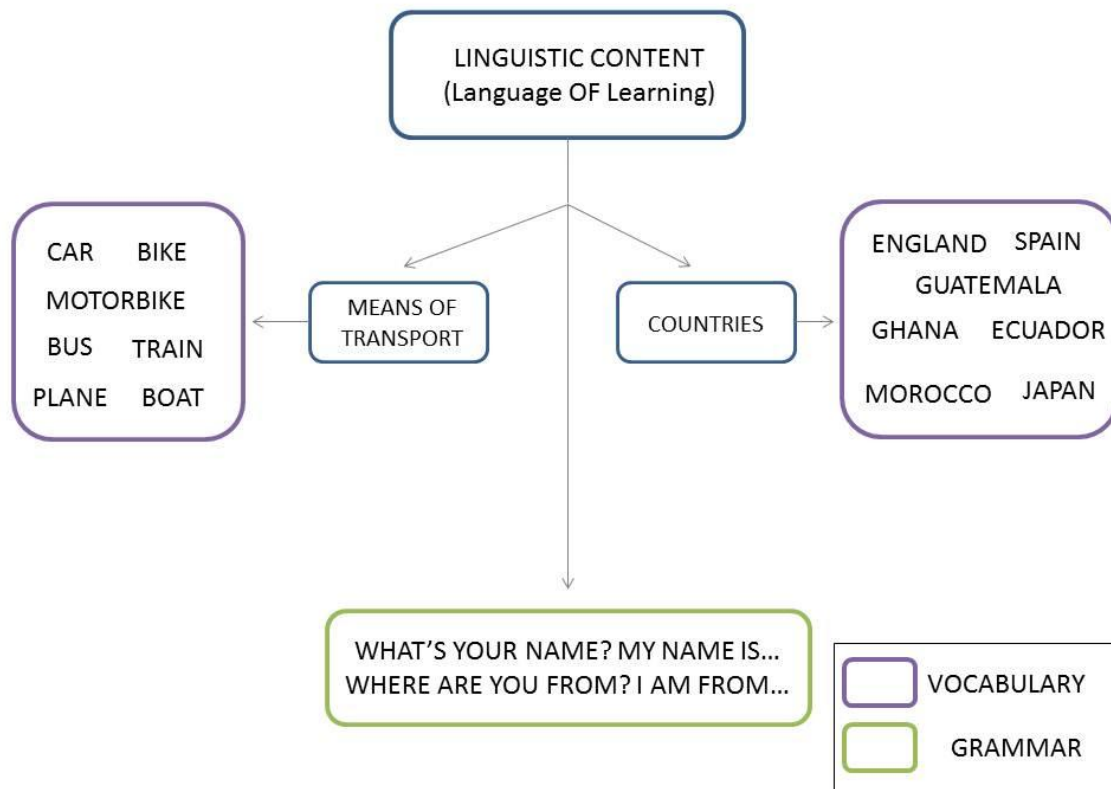 LINGUISTIC CONTENT
(Language OF Learning)
CAR BIKE
MOTORBIKE
BUS TRAIN
PLANE BOAT
MEANS OF
TRANSPORT
COUNTRIES
ENGLAND SPAIN
GUATEMALA
GHANA ECUADOR
MOROCCO JAPAN
WHAT'S YOUR NAME? MY NAME IS...
WHERE ARE YOU FROM? I AM FROM...
VOCABULARY
GRAMMAR